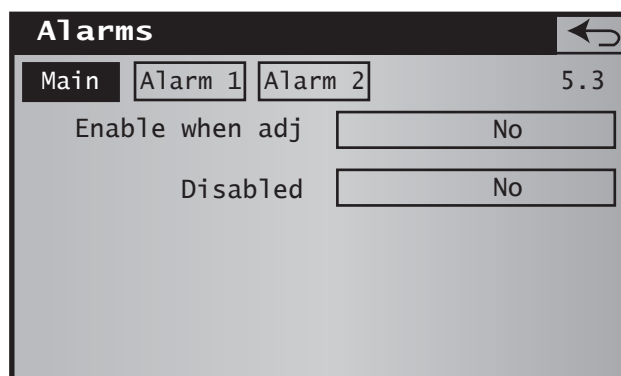 Alarms
Main Alarm 1 Alarm 2 5.3
Enable when adj No
Disabled No